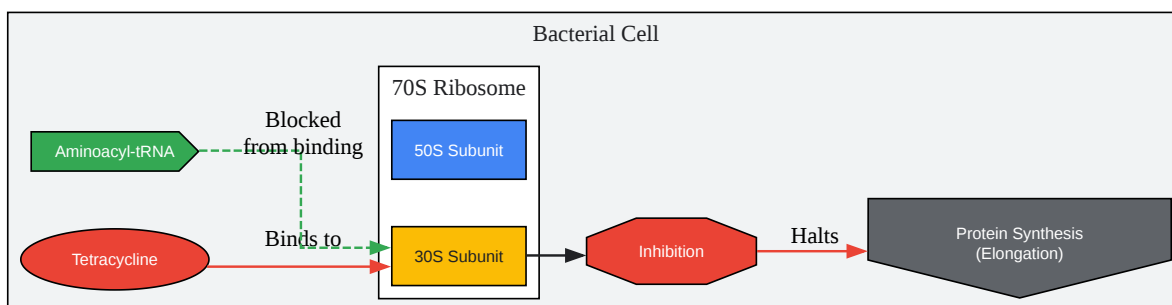 Bacterial Cell
70S Ribosome
Blocked
from binding
Aminoacyl-tRNA
50S Subunit
Binds to
Tetracycline
30S Subunit
Inhibition
Halts
Protein Synthesis
(Elongation)